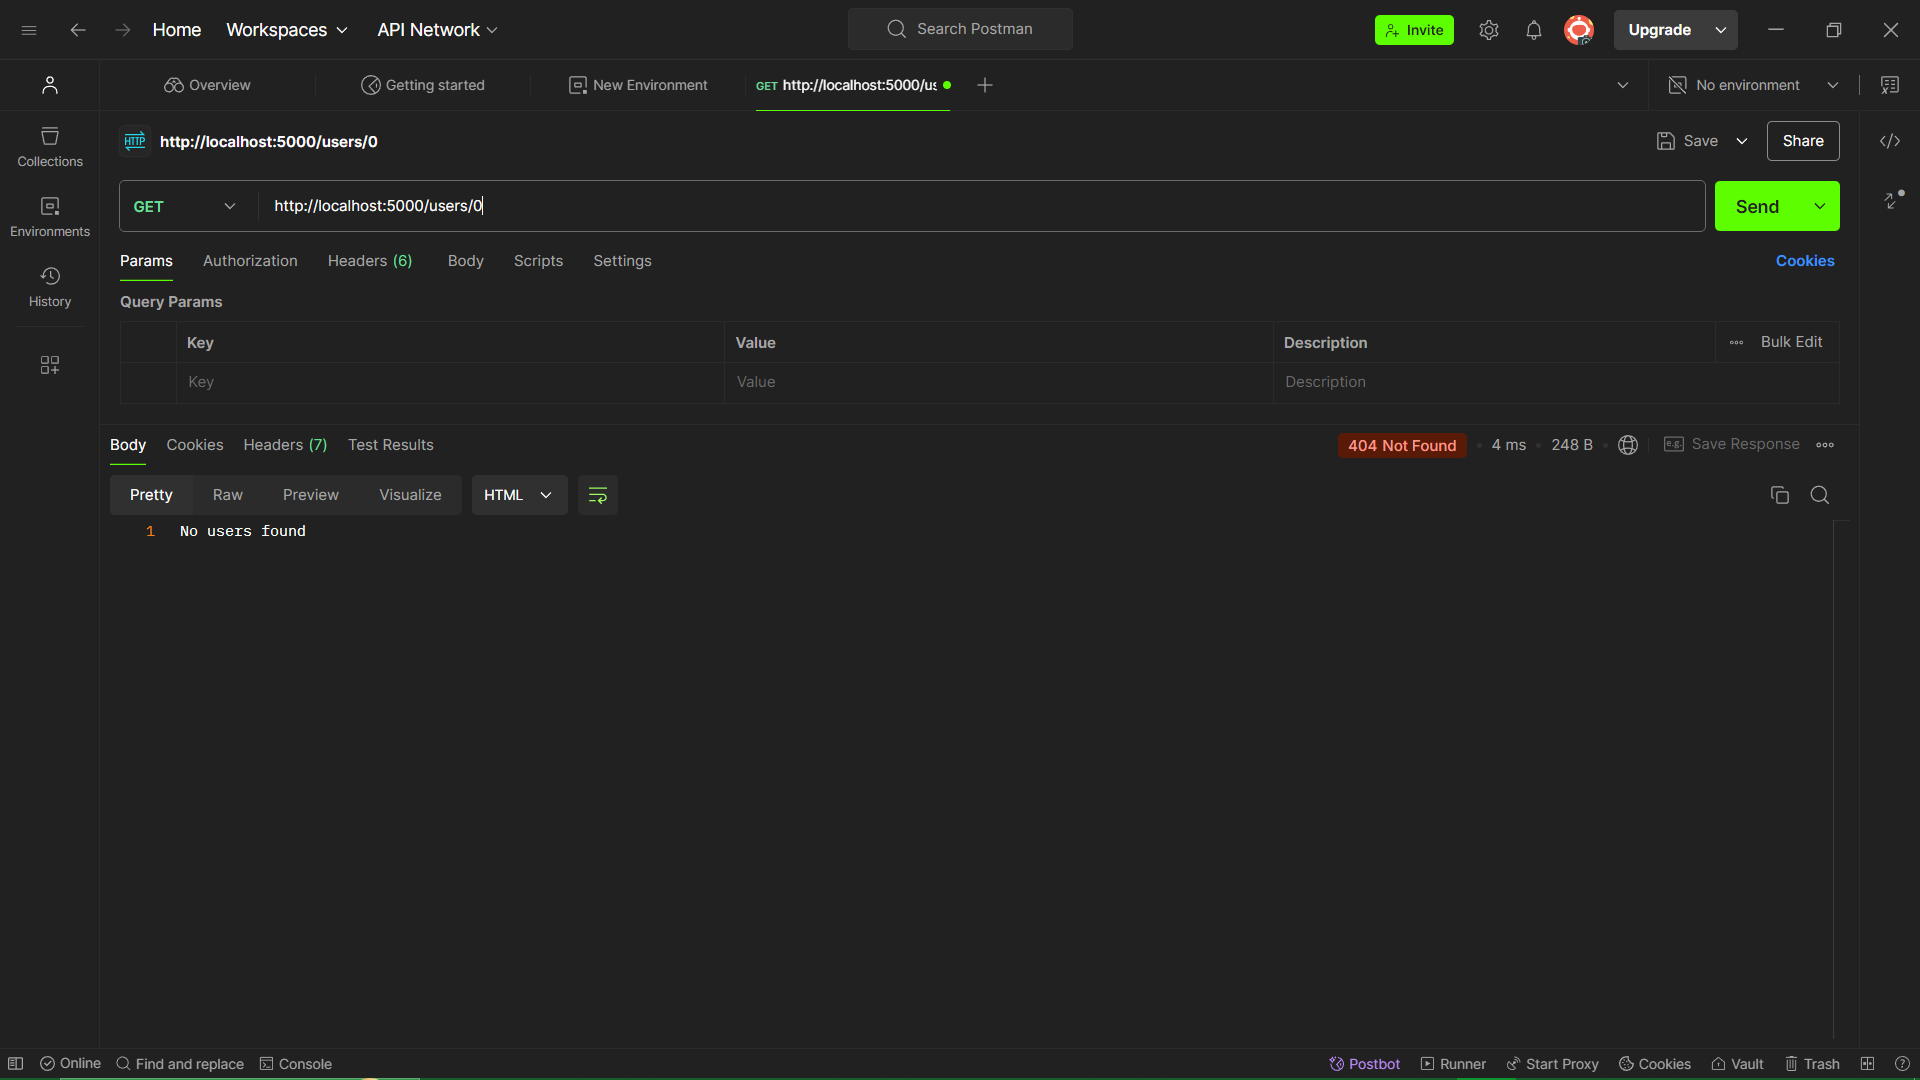 Home Workspaces API Network Search Postman Invite Upgrade
Overview Getting started New Environment GET http://localhost:5000/us No environment
HTTP http://localhost:5000/users/0 Save Share
Collections
GET http://localhost:5000/users/0 Send
Environments
Params Authorization Headers (6) Body Scripts Settings Cookies
History
Query Params
Key Value Description Bulk Edit
Key Value Description
Body Cookies Headers (7) Test Results 404 Not Found 4 ms 248 B e.g. Save Response
Pretty Raw Preview Visualize HTML
1 No users found
Online Find and replace Console Postbot Runner Start Proxy Cookies Vault Trash